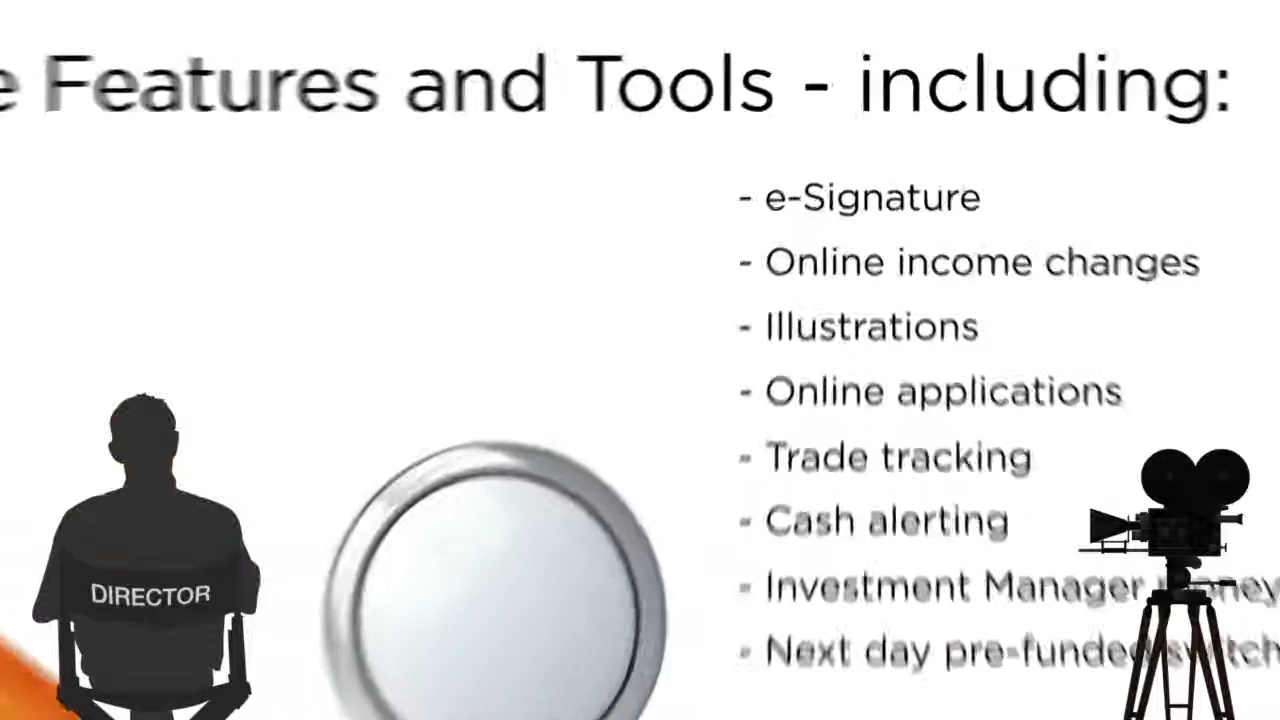 Features and Tools - including:
- e-Signature
- Online income changes
- Illustrations
- Online applications
- Trade tracking
- Cash alerting
- Investment Manager
- Next day pre-funded
DIRECTOR